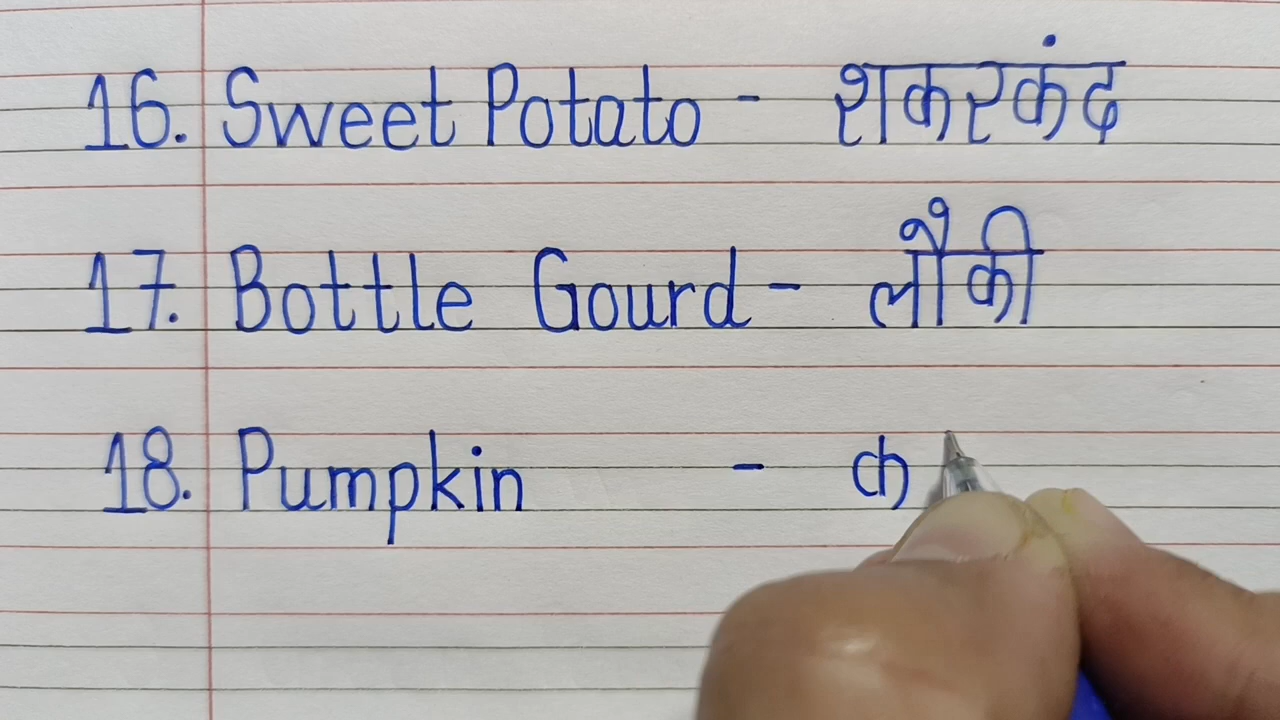 16. Sweet Potato - शकरकंद
17. Bottle Gourd - लौकी
18. Pumpkin - क